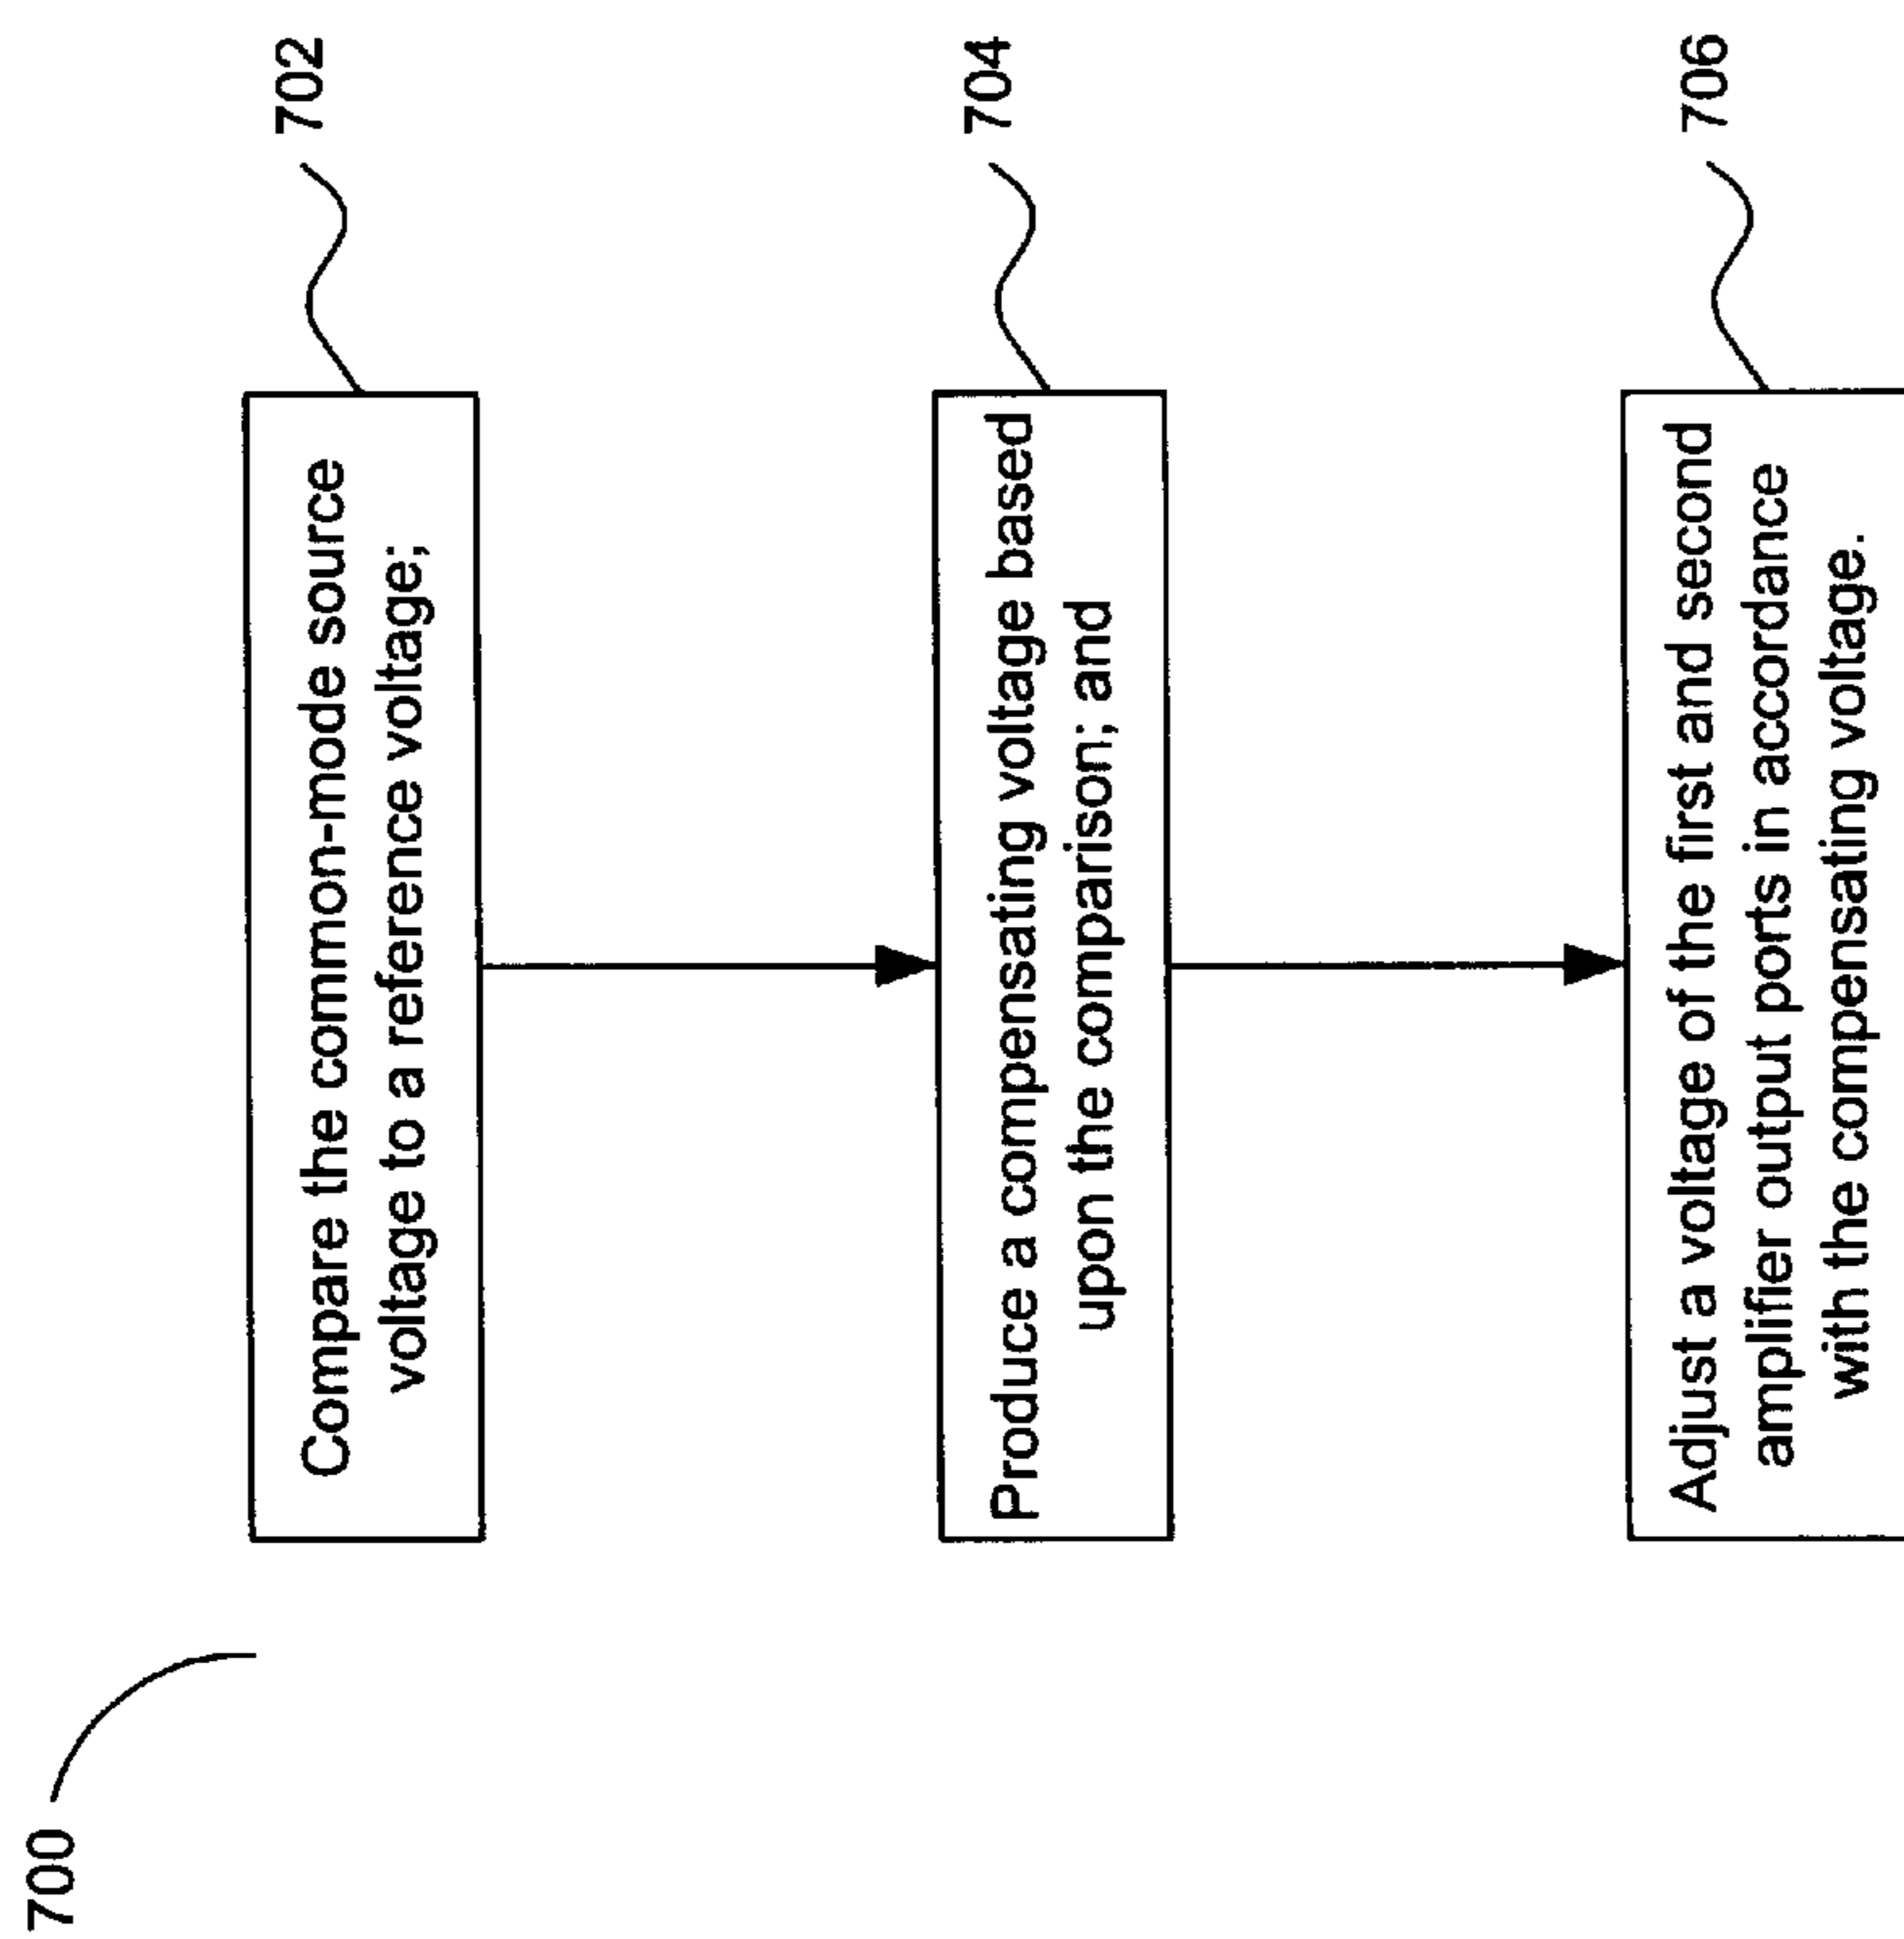 700
Compare the common-mode source
voltage to a reference voltage;
702
Produce a compensating voltage based
upon the comparison; and
704
Adjust a voltage of the first and second
amplifier output ports in accordance
with the compensating voltage.
706